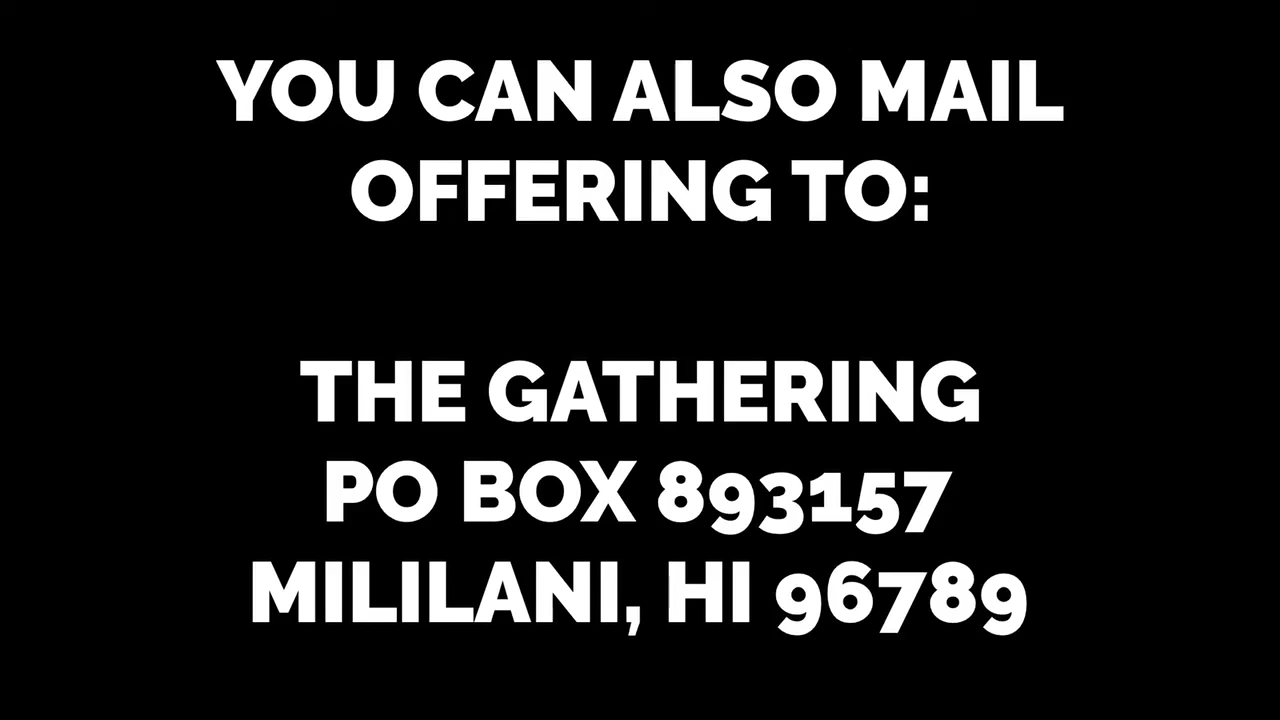 YOU CAN ALSO MAIL
OFFERING TO:
THE GATHERING
PO BOX 893157
MILILANI, HI 96789